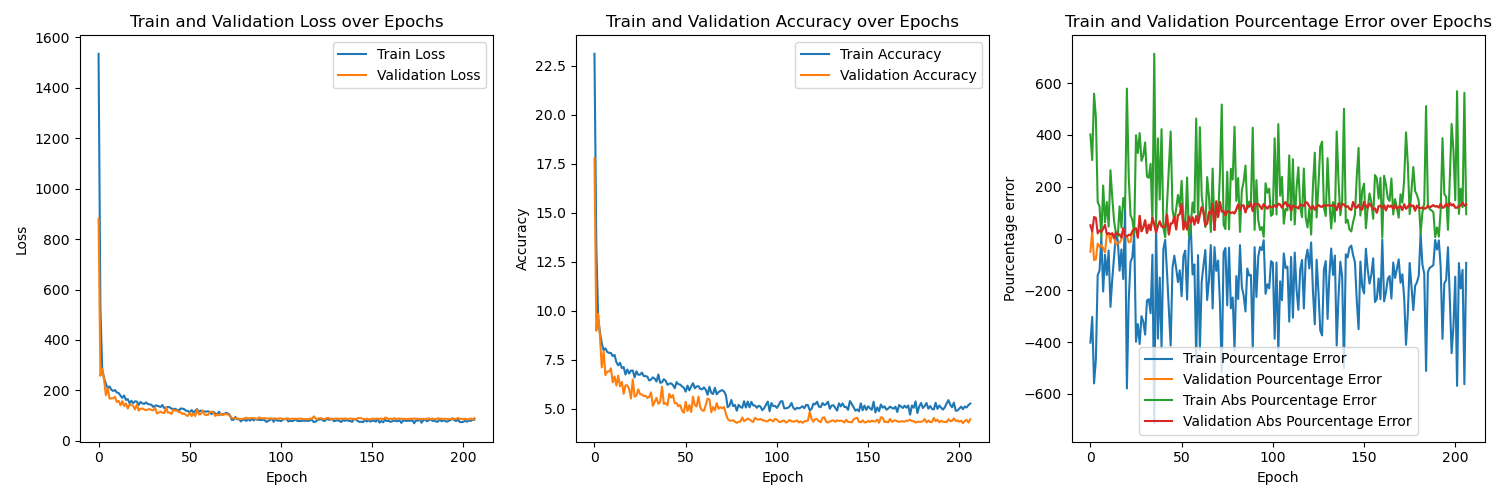 Train and Validation Loss over Epochs
Loss
1600
1400
1200
1000
800
600
400
200
0
0
50
100
150
200
Epoch
Train Loss
Validation Loss
Train and Validation Accuracy over Epochs
Accuracy
22.5
20.0
17.5
15.0
12.5
10.0
7.5
5.0
0
50
100
150
200
Epoch
Train Accuracy
Validation Accuracy
Train and Validation Pourcentage Error over Epochs
Pourcentage error
600
400
200
0
−200
−400
−600
0
50
100
150
200
Epoch
Train Pourcentage Error
Validation Pourcentage Error
Train Abs Pourcentage Error
Validation Abs Pourcentage Error